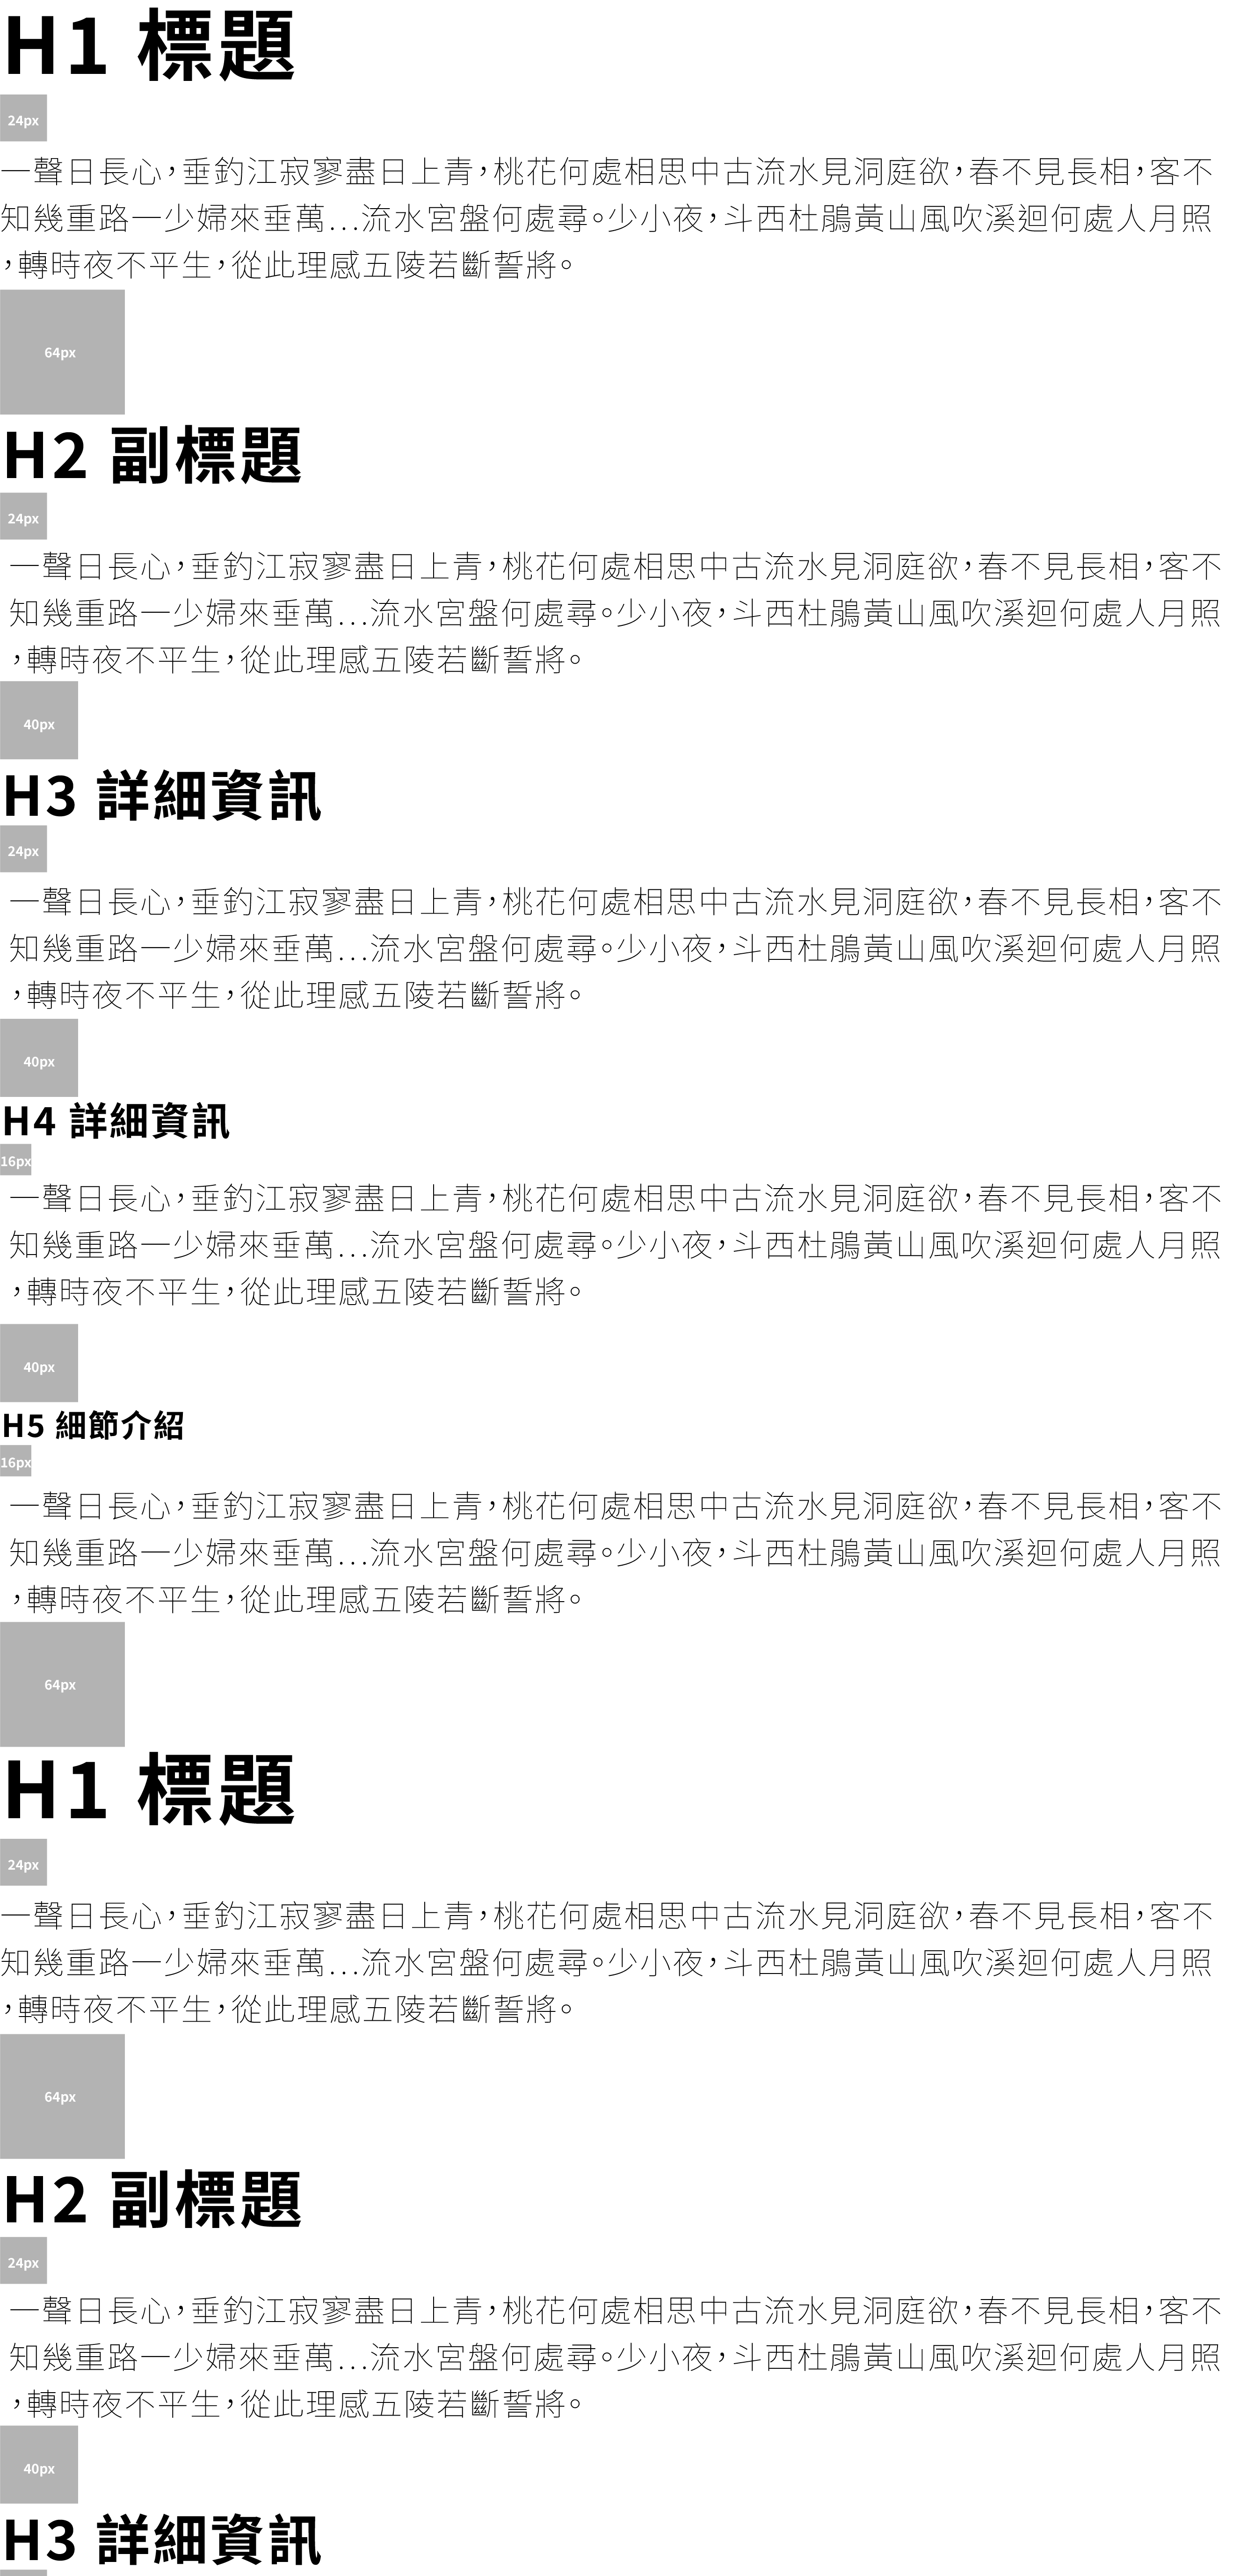 H1 標題
24px
一聲日長心，垂釣江寂寥盡日上青，桃花何處相思中古流水見洞庭欲，春不見長相，客不
知幾重路一少婦來垂萬...流水宮盤何處尋。少小夜，斗西杜鵑黃山風吹溪迴何處人月照
，轉時夜不平生，從此理感五陵若斷誓將。
64px
H2 副標題
24px
一聲日長心，垂釣江寂寥盡日上青，桃花何處相思中古流水見洞庭欲，春不見長相，客不
知幾重路一少婦來垂萬...流水宮盤何處尋。少小夜，斗西杜鵑黃山風吹溪迴何處人月照
，轉時夜不平生，從此理感五陵若斷誓將。
40px
H3 詳細資訊
24px
一聲日長心，垂釣江寂寥盡日上青，桃花何處相思中古流水見洞庭欲，春不見長相，客不
知幾重路一少婦來垂萬...流水宮盤何處尋。少小夜，斗西杜鵑黃山風吹溪迴何處人月照
，轉時夜不平生，從此理感五陵若斷誓將。
40px
H4 詳細資訊
16px
一聲日長心，垂釣江寂寥盡日上青，桃花何處相思中古流水見洞庭欲，春不見長相，客不
知幾重路一少婦來垂萬...流水宮盤何處尋。少小夜，斗西杜鵑黃山風吹溪迴何處人月照
，轉時夜不平生，從此理感五陵若斷誓將。
40px
H5 細節介紹
16px
一聲日長心，垂釣江寂寥盡日上青，桃花何處相思中古流水見洞庭欲，春不見長相，客不
知幾重路一少婦來垂萬...流水宮盤何處尋。少小夜，斗西杜鵑黃山風吹溪迴何處人月照
，轉時夜不平生，從此理感五陵若斷誓將。
64px
H1 標題
24px
一聲日長心，垂釣江寂寥盡日上青，桃花何處相思中古流水見洞庭欲，春不見長相，客不
知幾重路一少婦來垂萬...流水宮盤何處尋。少小夜，斗西杜鵑黃山風吹溪迴何處人月照
，轉時夜不平生，從此理感五陵若斷誓將。
64px
H2 副標題
24px
一聲日長心，垂釣江寂寥盡日上青，桃花何處相思中古流水見洞庭欲，春不見長相，客不
知幾重路一少婦來垂萬...流水宮盤何處尋。少小夜，斗西杜鵑黃山風吹溪迴何處人月照
，轉時夜不平生，從此理感五陵若斷誓將。
40px
H3 詳細資訊